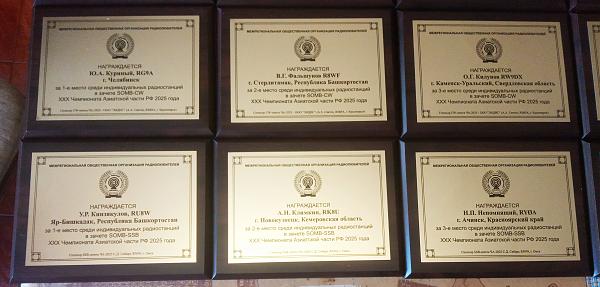 МЕЖРЕГИОНАЛЬНАЯ ОБЩЕСТВЕННАЯ ОРГАНИЗАЦИЯ РАДИОЛЮБИТЕЛЕЙ
НАГРАЖДАЕТСЯ
Ю.А. Куриный, RG9A
г. Челябинск
за 1-е место среди индивидуальных радиостанций
в зачете SOMB-CW
XXX Чемпионата Азиатской части РФ 2025 года
МЕЖРЕГИОНАЛЬНАЯ ОБЩЕСТВЕННАЯ ОРГАНИЗАЦИЯ РАДИОЛЮБИТЕЛЕЙ
НАГРАЖДАЕТСЯ
В.Г. Фальшунов R8WF
г. Стерлитамак, Республика Башкортостан
за 2-е место среди индивидуальных радиостанций
в зачете SOMB-CW
XXX Чемпионата Азиатской части РФ 2025 года
МЕЖРЕГИОНАЛЬНАЯ ОБЩЕСТВЕННАЯ ОРГАНИЗАЦИЯ РАДИОЛЮБИТЕЛЕЙ
НАГРАЖДАЕТСЯ
О.Г. Килунов RW9DX
г. Каменск-Уральский, Свердловская область
за 3-е место среди индивидуальных радиостанций
в зачете SOMB-CW
XXX Чемпионата Азиатской части РФ 2025 года
МЕЖРЕГИОНАЛЬНАЯ ОБЩЕСТВЕННАЯ ОРГАНИЗАЦИЯ РАДИОЛЮБИТЕЛЕЙ
НАГРАЖДАЕТСЯ
У.Р. Кинзикулов, RU8W
Яр-Бишкадак, Республика Башкортостан
за 1-е место среди индивидуальных радиостанций
в зачете SOMB-SSB
XXX Чемпионата Азиатской части РФ 2025 года
МЕЖРЕГИОНАЛЬНАЯ ОБЩЕСТВЕННАЯ ОРГАНИЗАЦИЯ РАДИОЛЮБИТЕЛЕЙ
НАГРАЖДАЕТСЯ
А.Н. Климкин, RK8U
г. Новокузнецк, Кемеровская область
за 2-е место среди индивидуальных радиостанций
в зачете SOMB-SSB
XXX Чемпионата Азиатской части РФ 2025 года
МЕЖРЕГИОНАЛЬНАЯ ОБЩЕСТВЕННАЯ ОРГАНИЗАЦИЯ РАДИОЛЮБИТЕЛЕЙ
НАГРАЖДАЕТСЯ
И.П. Непомнящий,
г. Ачинск, Красноярский край
за 3-е место среди индивидуальных радиостанций
в зачете SOMB-SSB
XXX Чемпионата Азиатской части РФ 2025 года